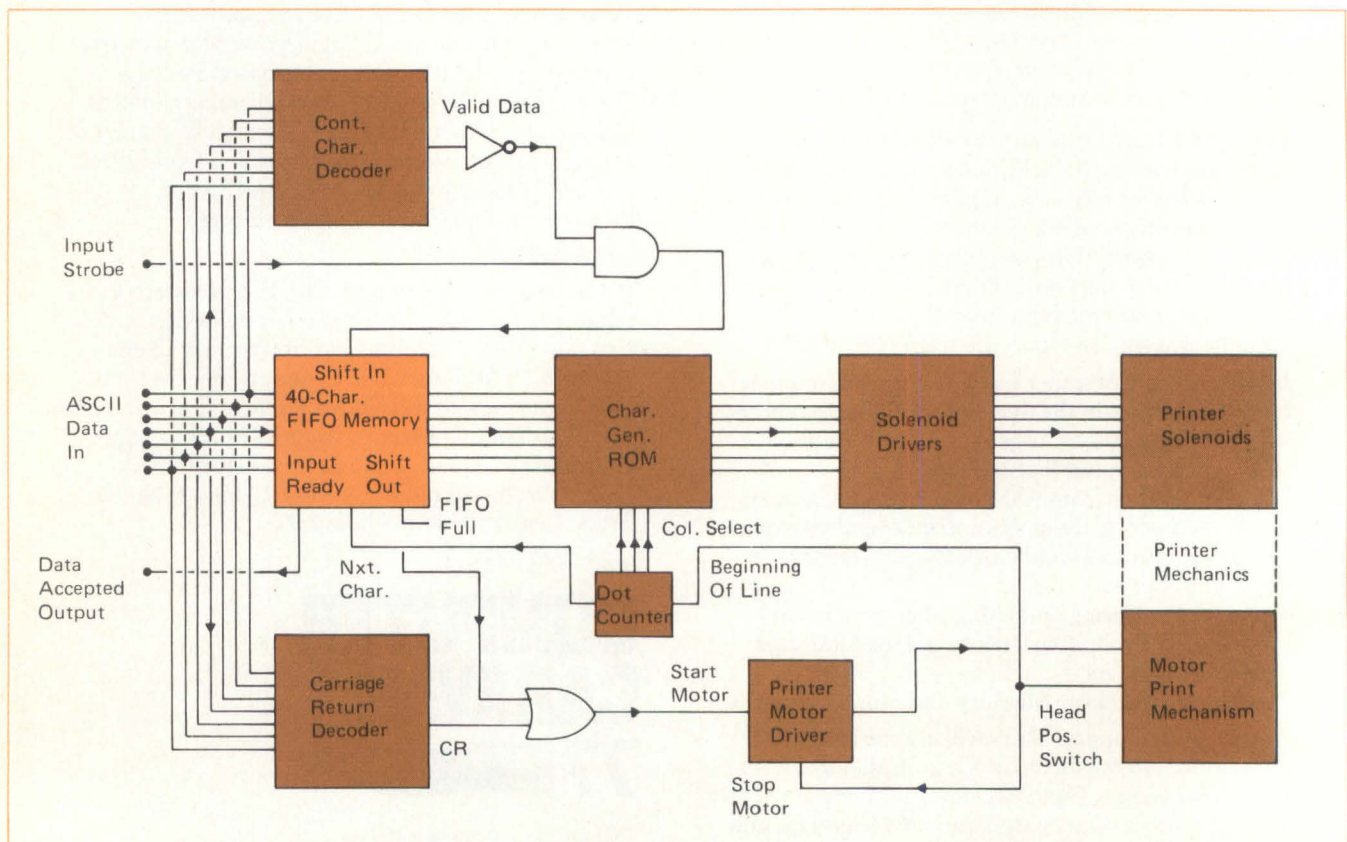 Cont.
Char.
Decoder
Valid Data
Input
Strobe
ASCII
Data
In
Shift In
40-Char.
FIFO Memory
Input Shift
Ready Out
Char.
Gen.
ROM
Solenoid
Drivers
Printer
Solenoids
FIFO
Full
Col. Select
Data
Accepted
Output
Nxt.
Char.
Dot
Counter
Beginning
Of Line
Printer
Mechanics
Carriage
Return
Decoder
CR
Start
Motor
Printer
Motor
Driver
Stop
Motor
Head
Pos.
Switch
Motor
Print
Mechanism